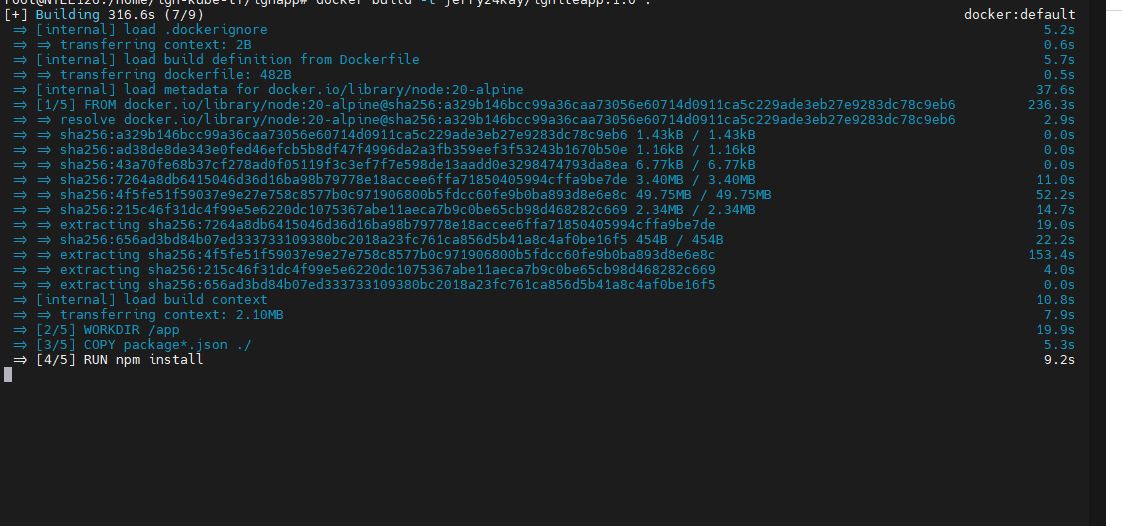 docker build -t
[+] Building 316.6s (7/9) docker:default
=> [internal] load .dockerignore 5.2s
=> => transferring context: 2B 0.6s
=> [internal] load build definition from Dockerfile 5.7s
=> => transferring dockerfile: 482B 0.5s
=> [internal] load metadata for docker.io/library/node:20-alpine 37.6s
=> [1/5] FROM docker.io/library/node:20-alpine@sha256:a329b146bcc99a36caa73056e60714d0911ca5c229ade3eb27e9283dc78c9eb6 236.3s
=> => resolve docker.io/library/node:20-alpine@sha256:a329b146bcc99a36caa73056e60714d0911ca5c229ade3eb27e9283dc78c9eb6 2.9s
=> => sha256:a329b146bcc99a36caa73056e60714d0911ca5c229ade3eb27e9283dc78c9eb6 1.43kB / 1.43kB 0.0s
=> => sha256:ad38de8de343e0fed46efcb5b8df47f4996da2a3fb359eef3f53243b1670b50e 1.16kB / 1.16kB 0.0s
=> => sha256:43a70fe68b37cf278ad0f05119f3c3ef7f7e598de13aadd0e3298474793da8ea 6.77kB / 6.77kB 0.0s
=> => sha256:7264a8db6415046d36d16ba98b79778e18accee6ffa71850405994cffa9be7de 3.40MB / 3.40MB 11.0s
=> => sha256:4f5fe51f59037e9e27e758c8577b0c971906800b5fdcc60fe9b0ba893d8e6e8c 49.75MB / 49.75MB 52.2s
=> => sha256:215c46f31dc4f99e5e6220dc1075367abe11aeca7b9c0be65cb98d468282c669 2.34MB / 2.34MB 14.7s
=> => extracting sha256:7264a8db6415046d36d16ba98b79778e18accee6ffa71850405994cffa9be7de 19.0s
=> => sha256:656ad3bd84b07ed333733109380bc2018a23fc761ca856d5b41a8c4af0be16f5 454B / 454B 22.2s
=> => extracting sha256:4f5fe51f59037e9e27e758c8577b0c971906800b5fdcc60fe9b0ba893d8e6e8c 153.4s
=> => extracting sha256:215c46f31dc4f99e5e6220dc1075367abe11aeca7b9c0be65cb98d468282c669 4.0s
=> => extracting sha256:656ad3bd84b07ed333733109380bc2018a23fc761ca856d5b41a8c4af0be16f5 0.0s
=> [internal] load build context 10.8s
=> => transferring context: 2.10MB 7.9s
=> [2/5] WORKDIR /app 19.9s
=> [3/5] COPY package*.json ./ 5.3s
=> [4/5] RUN npm install 9.2s